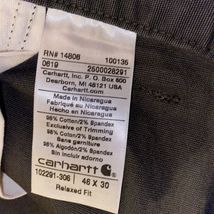 RN# 14806 100136
0619 2500028291
Carhartt, Inc. P.O. Box 600
Dearborn, MI 48121 USA
Carhartt.com
Made in Nicaragua
Fabriqué au Nicaragua
Hecho en Nicaragua
98% Cotton/2% Spandex
Exclusive of Trimming
98% Coton/2% Spandex
Sans garniture
98% Algodon/2% Spandex
Sin incluir adorno
carhartt
102291-306 46 X 30
Relaxed Fit